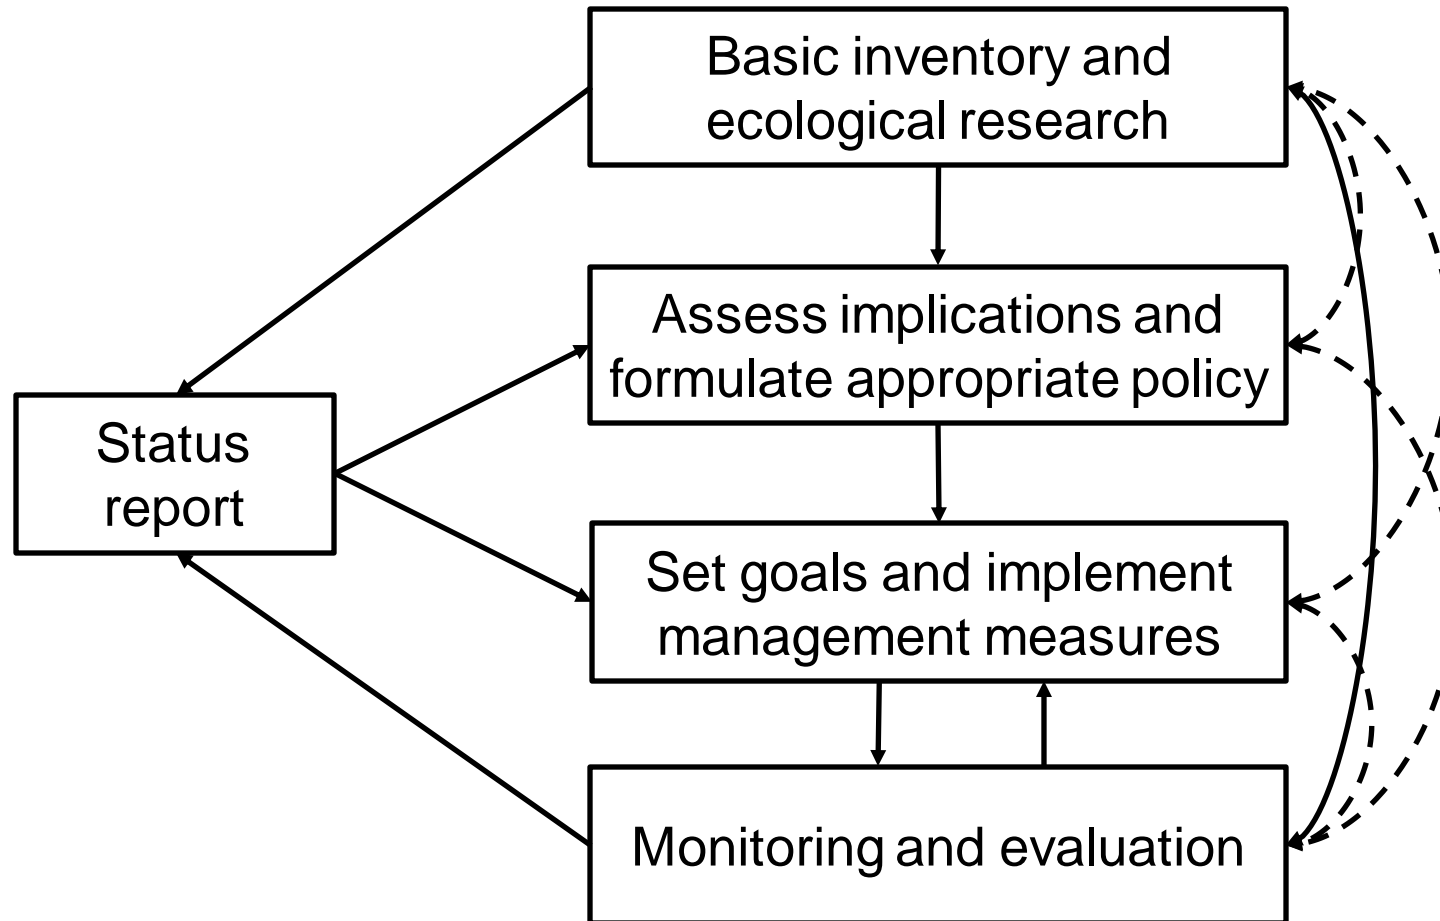 Basic inventory and
ecological research
Assess implications and
formulate appropriate policy
Status
report
Set goals and implement
management measures
Monitoring and evaluation